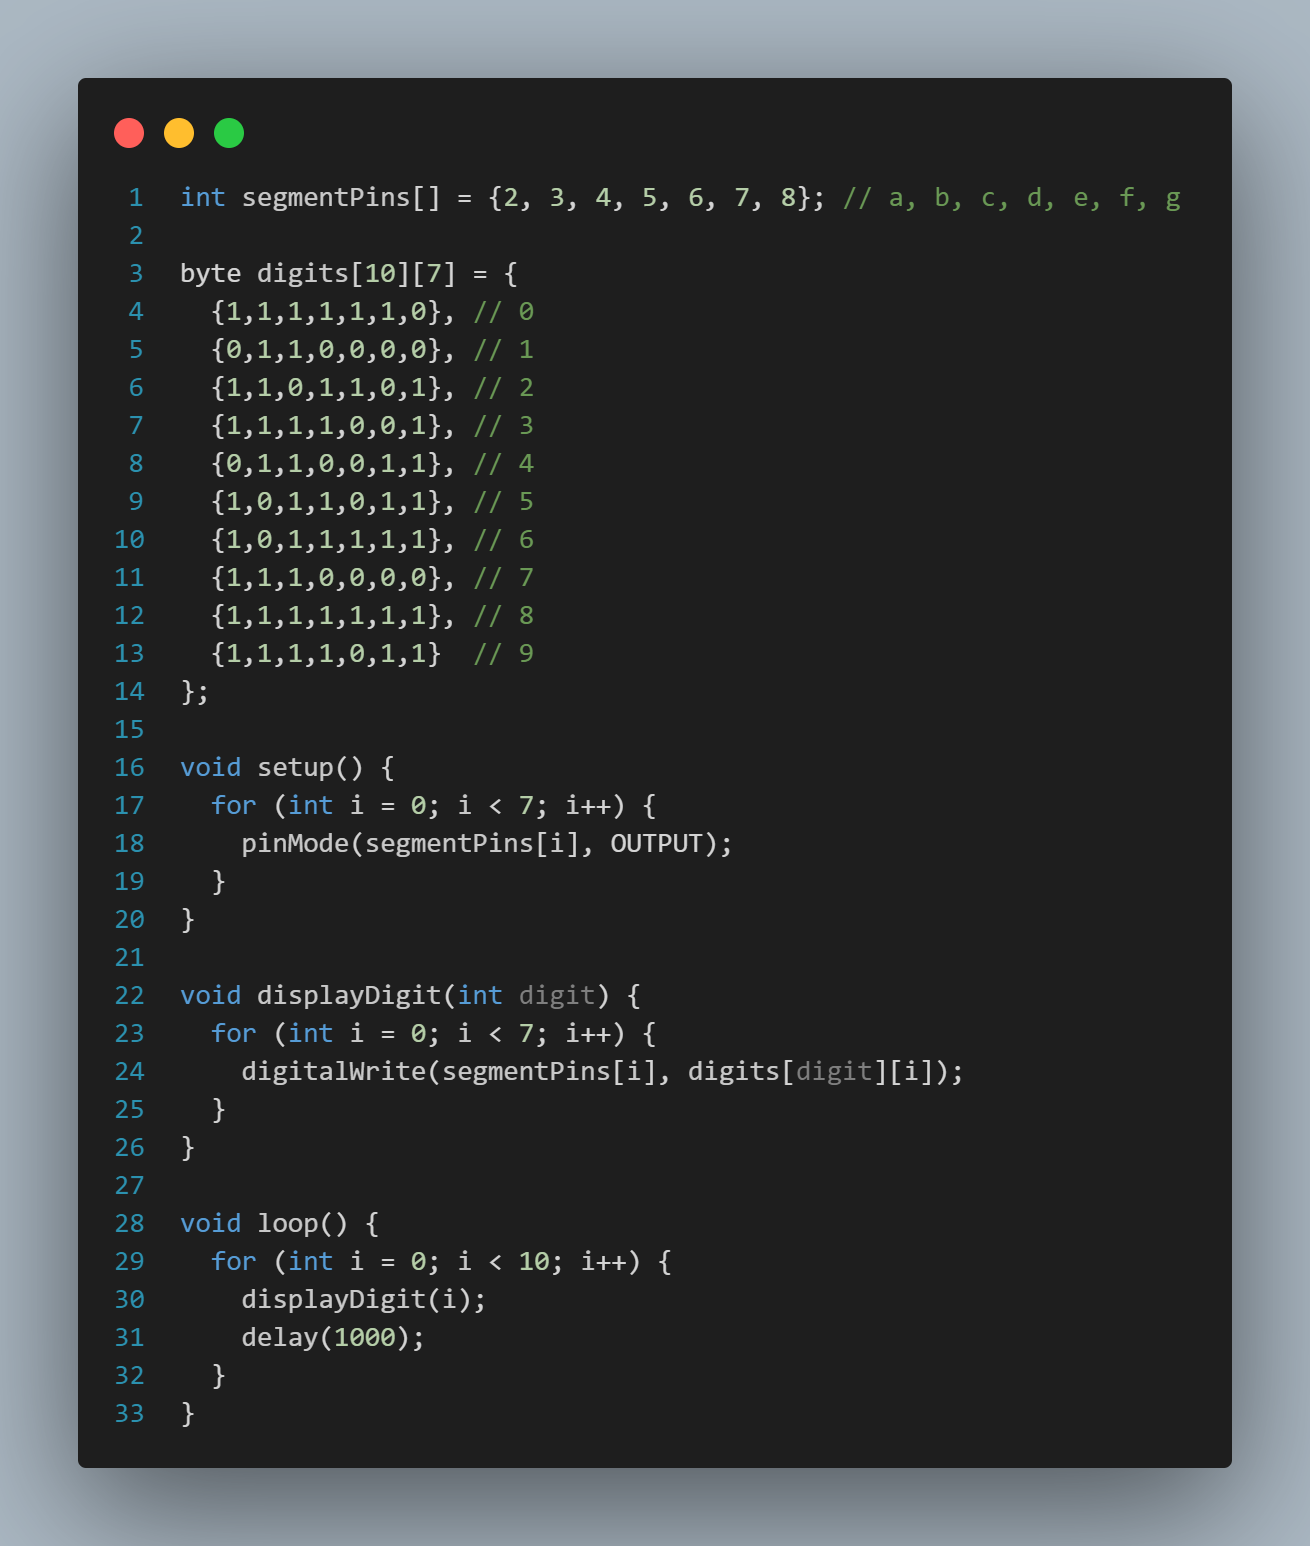 1 int segmentPins[] = {2, 3, 4, 5, 6, 7, 8}; // a, b, c, d, e, f, g
2
3 byte digits[10][7] = {
4   {1,1,1,1,1,1,0}, // 0
5   {0,1,1,0,0,0,0}, // 1
6   {1,1,0,1,1,0,1}, // 2
7   {1,1,1,1,0,0,1}, // 3
8   {0,1,1,0,0,1,1}, // 4
9   {1,0,1,1,0,1,1}, // 5
10   {1,0,1,1,1,1,1}, // 6
11   {1,1,1,0,0,0,0}, // 7
12   {1,1,1,1,1,1,1}, // 8
13   {1,1,1,1,0,1,1}  // 9
14 };
15
16 void setup() {
17   for (int i = 0; i < 7; i++) {
18     pinMode(segmentPins[i], OUTPUT);
19   }
20 }
21
22 void displayDigit(int digit) {
23   for (int i = 0; i < 7; i++) {
24     digitalWrite(segmentPins[i], digits[digit][i]);
25   }
26 }
27
28 void loop() {
29   for (int i = 0; i < 10; i++) {
30     displayDigit(i);
31     delay(1000);
32   }
33 }